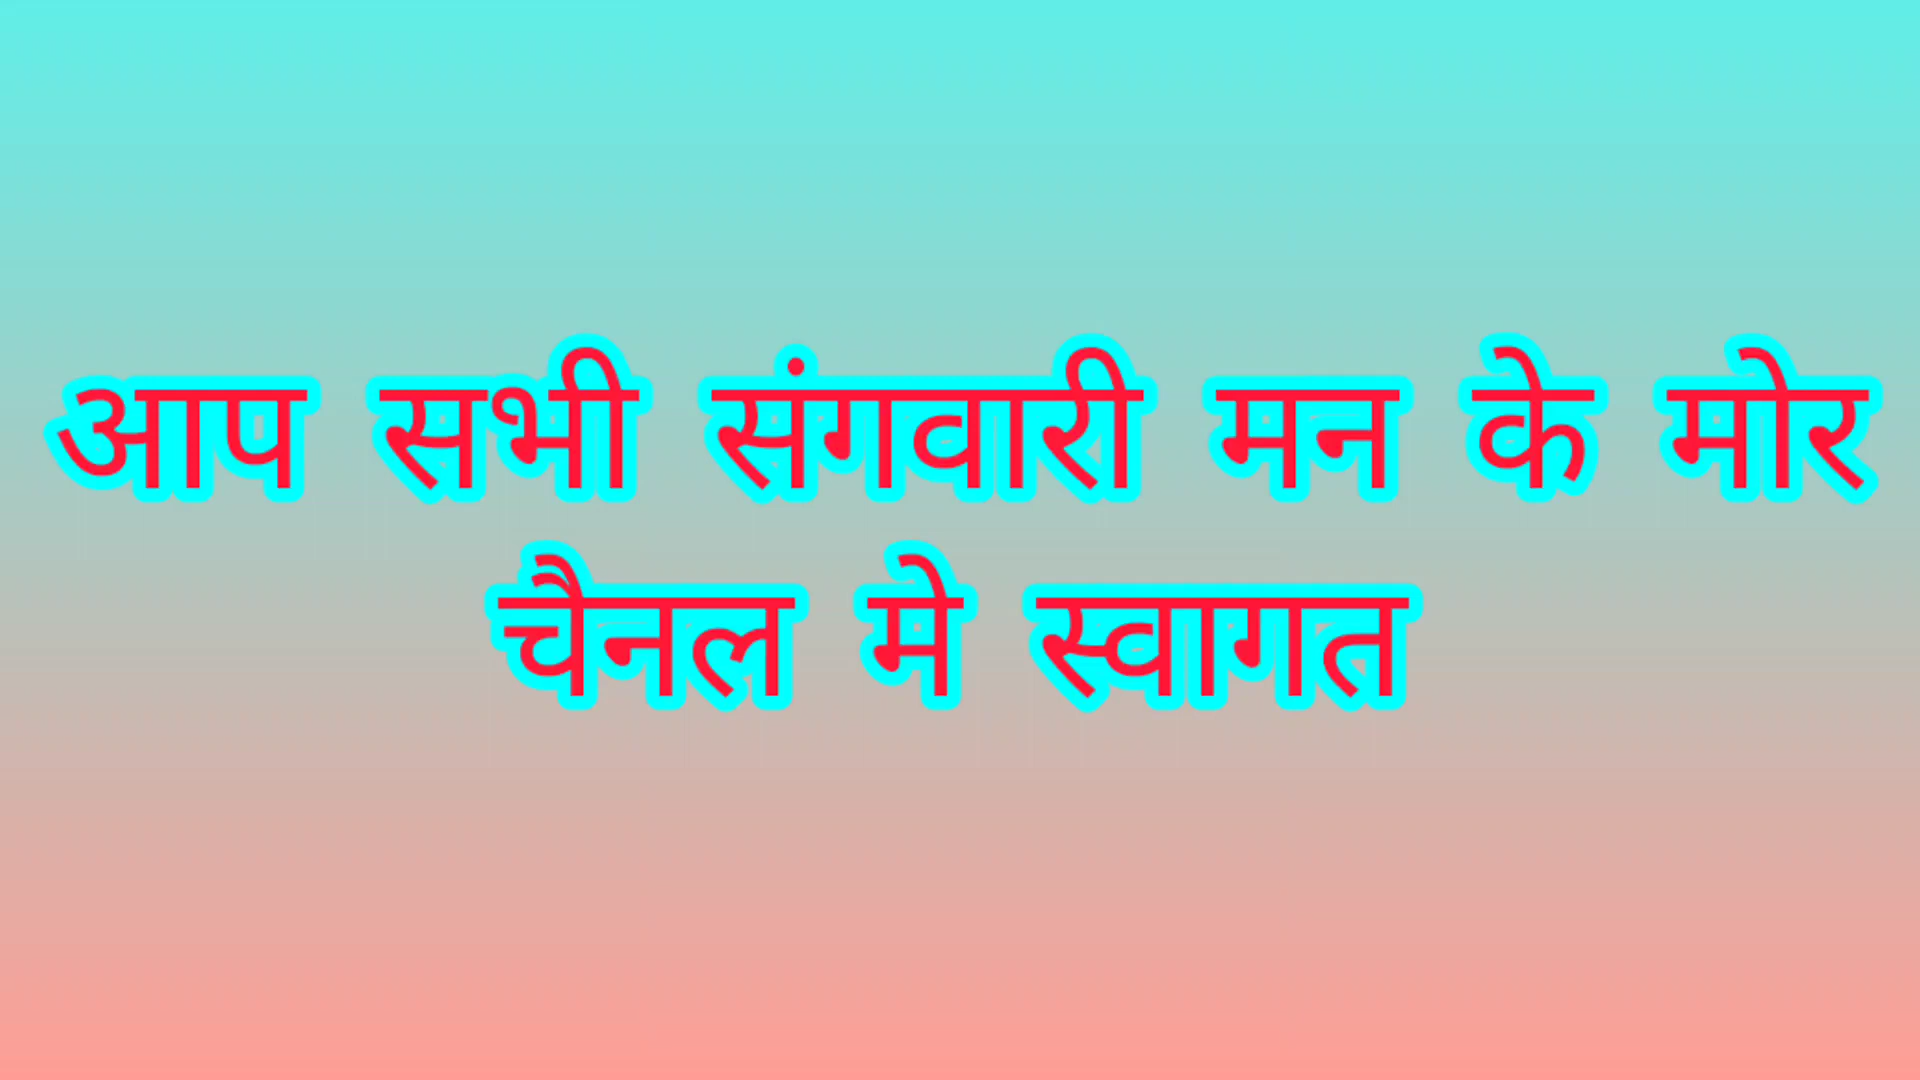 आप सभी संगवारी मन के मोर
चैनल मे स्वागत